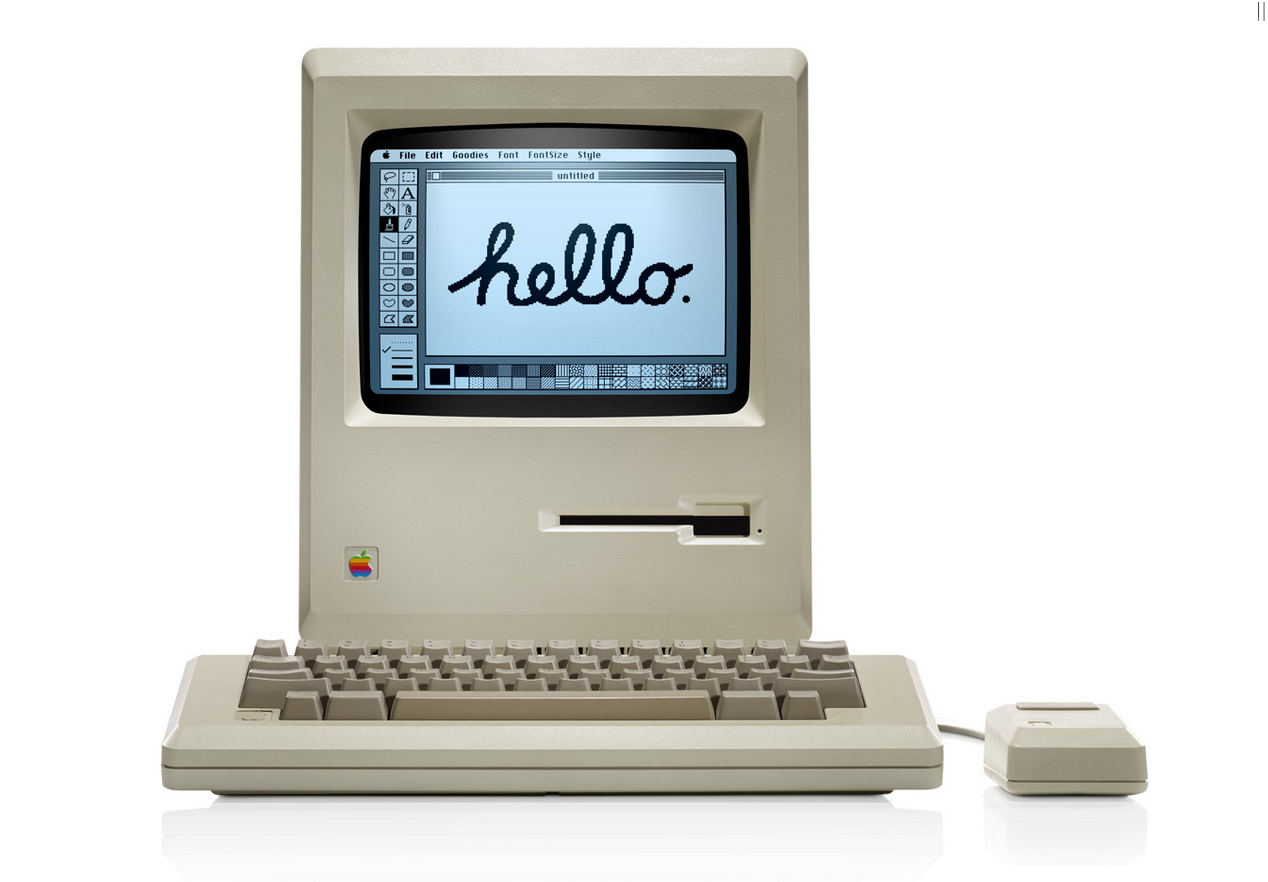 File Edit Goodies Font FontSize Style
untitled
A
hello.